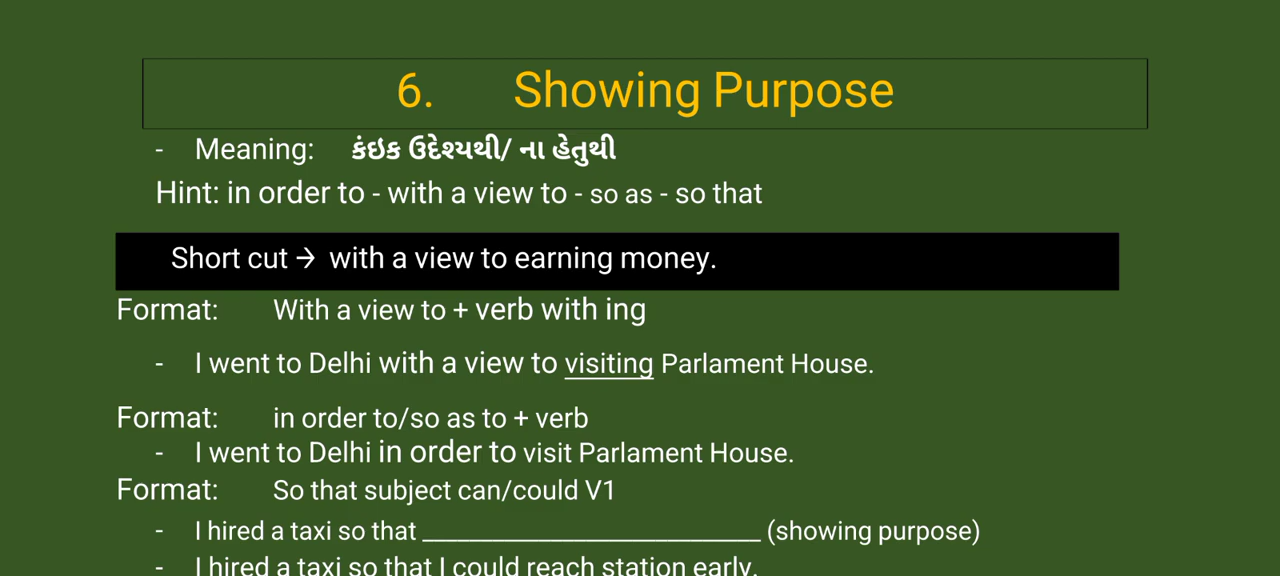 6. Showing Purpose
- Meaning: કંઇક ઉદેશ્યથી/ ના હેતુથી
Hint: in order to - with a view to - so as - so that
Short cut → with a view to earning money.
Format: With a view to + verb with ing
- I went to Delhi with a view to visiting Parlament House.
Format: in order to/so as to + verb
- I went to Delhi in order to visit Parlament House.
Format: So that subject can/could V1
- I hired a taxi so that ________________________ (showing purpose)
- I hired a taxi so that I could reach station early.